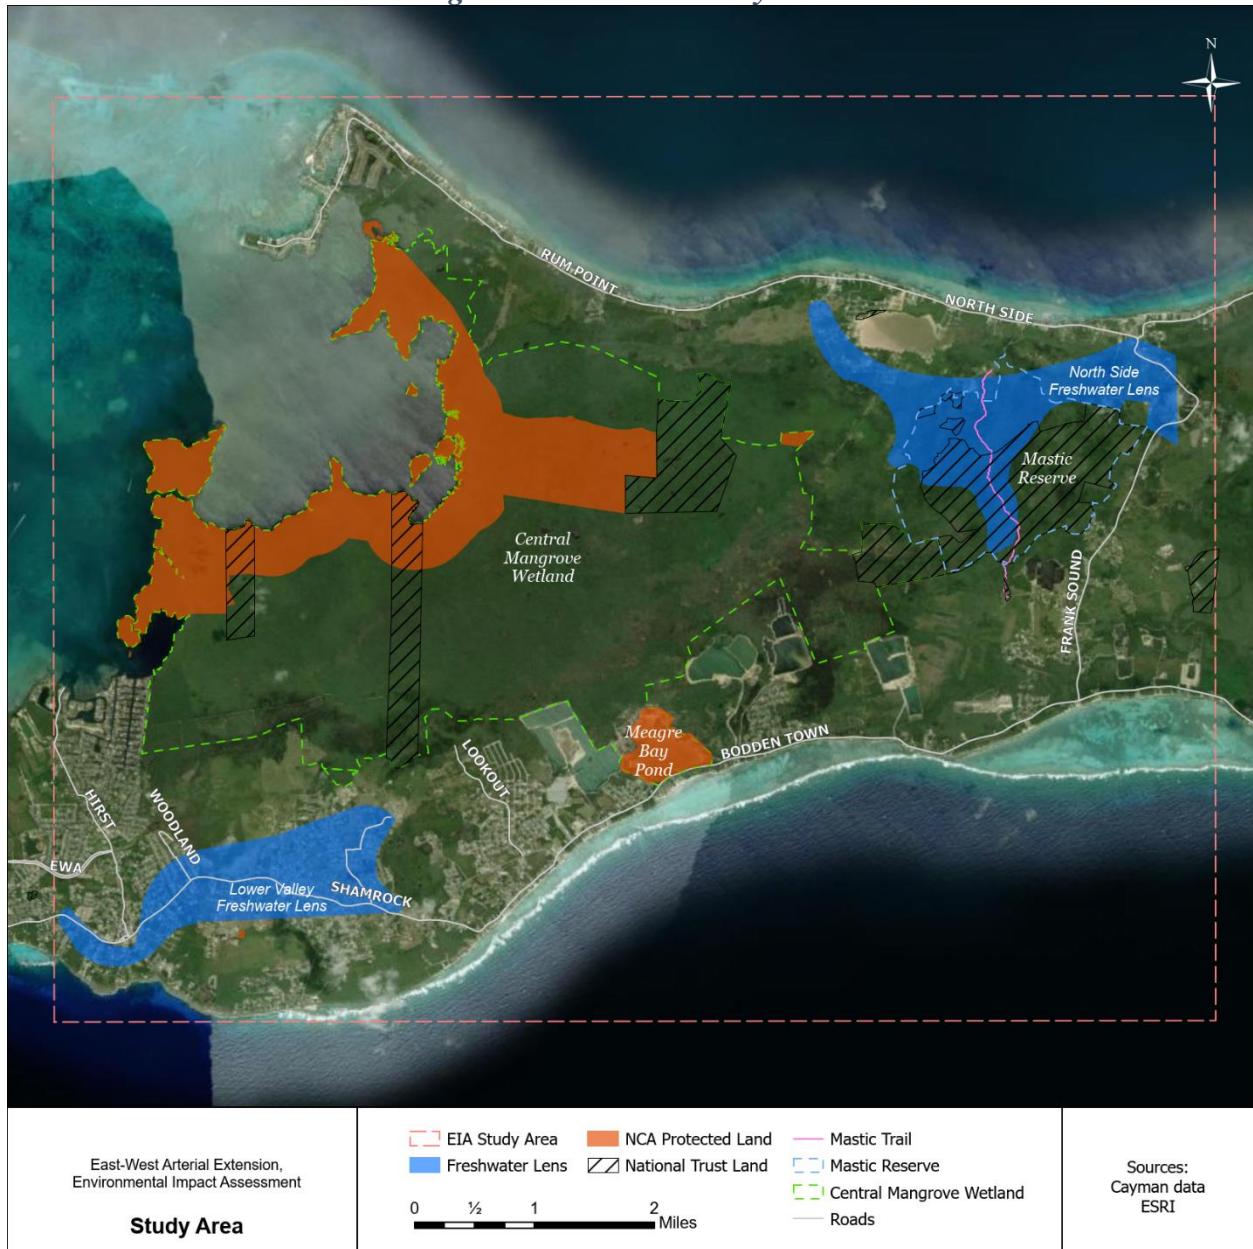 N
RUM POINT
NORTH SIDE
North Side
Freshwater Lens
Mastic
Reserve
Central
Mangrove
Wetland
FRANK SOUND
Meagre
Bay
Pond
BODDEN TOWN
LOOKOUT
HIRST
WOODLAND
EWA
Lower Valley
Freshwater Lens
SHAMROCK
East-West Arterial Extension,
Environmental Impact Assessment
Study Area
EIA Study Area
Freshwater Lens
NCA Protected Land
National Trust Land
Mastic Trail
Mastic Reserve
Central Mangrove Wetland
Roads
0 ½ 1 2
Miles
Sources:
Cayman data
ESRI